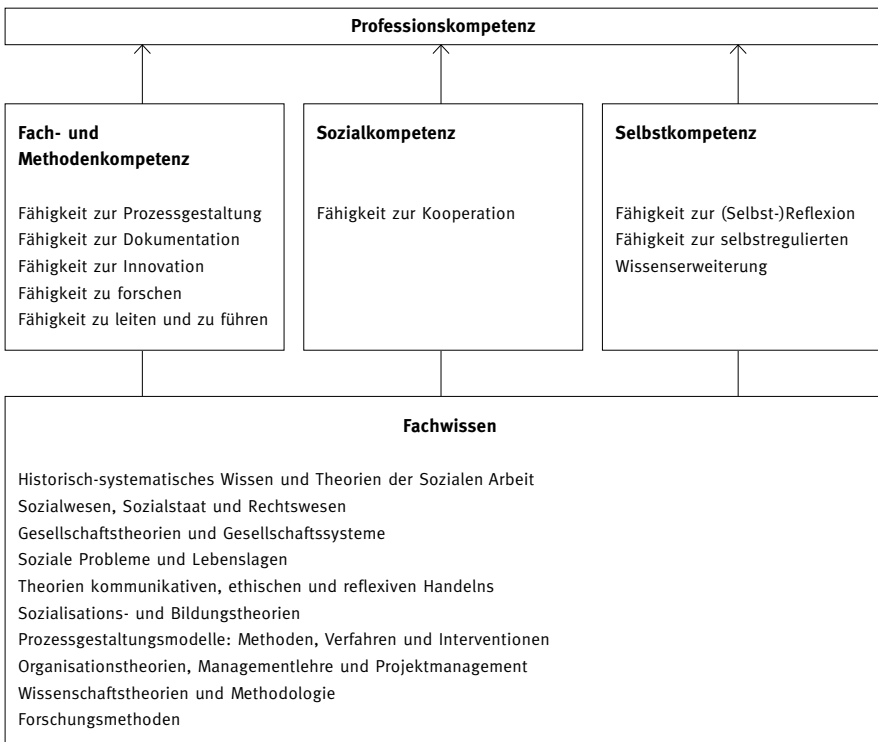 Professionskompetenz
Fach- und
Methodenkompetenz
Fähigkeit zur Prozessgestaltung
Fähigkeit zur Dokumentation
Fähigkeit zur Innovation
Fähigkeit zu forschen
Fähigkeit zu leiten und zu führen
Sozialkompetenz
Fähigkeit zur Kooperation
Selbstkompetenz
Fähigkeit zur (Selbst-)Reflexion
Fähigkeit zur selbstregulierten
Wissenserweiterung
Fachwissen
Historisch-systematisches Wissen und Theorien der Sozialen Arbeit
Sozialwesen, Sozialstaat und Rechtswesen
Gesellschaftstheorien und Gesellschaftssysteme
Soziale Probleme und Lebenslagen
Theorien kommunikativen, ethischen und reflexiven Handelns
Sozialisations- und Bildungstheorien
Prozessgestaltungsmodelle: Methoden, Verfahren und Interventionen
Organisationstheorien, Managementlehre und Projektmanagement
Wissenschaftstheorien und Methodologie
Forschungsmethoden